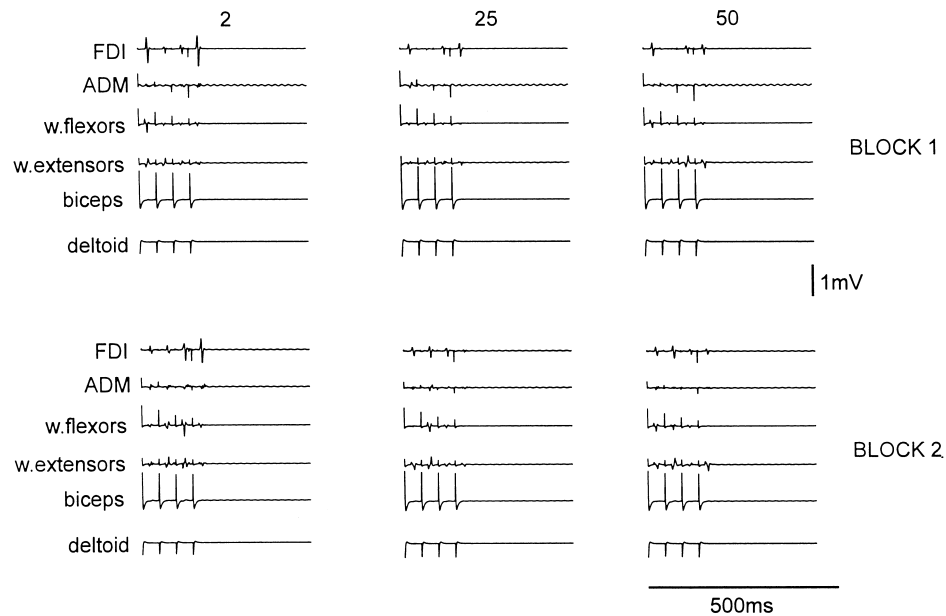 2 25 50
FDI
ADM
w.flexors
w.extensors
biceps
deltoid
BLOCK 1
1mV
FDI
ADM
w.flexors
w.extensors
biceps
deltoid
BLOCK 2
500ms